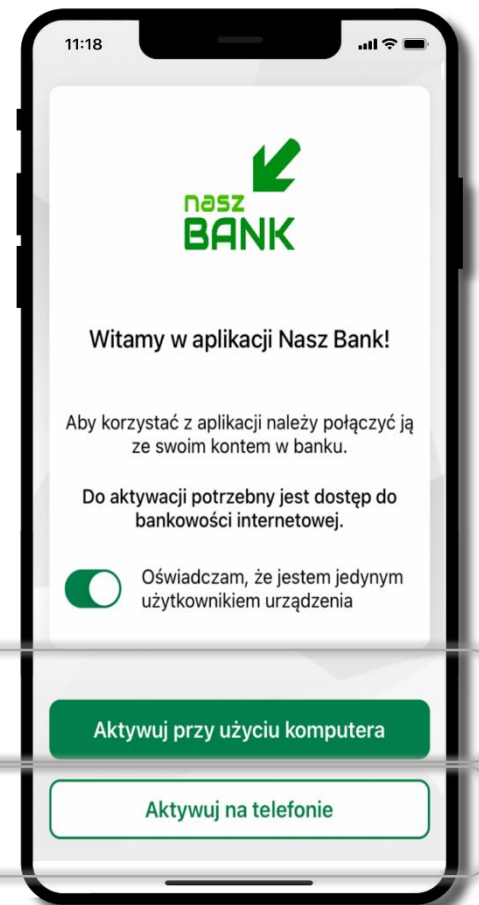 11:18
nasz
BANK
Witamy w aplikacji Nasz Bank!
Aby korzystać z aplikacji należy połączyć ją
ze swoim kontem w banku.
Do aktywacji potrzebny jest dostęp do
bankowości internetowej.
Oświadczam, że jestem jedynym
użytkownikiem urządzenia
Aktywuj przy użyciu komputera
Aktywuj na telefonie